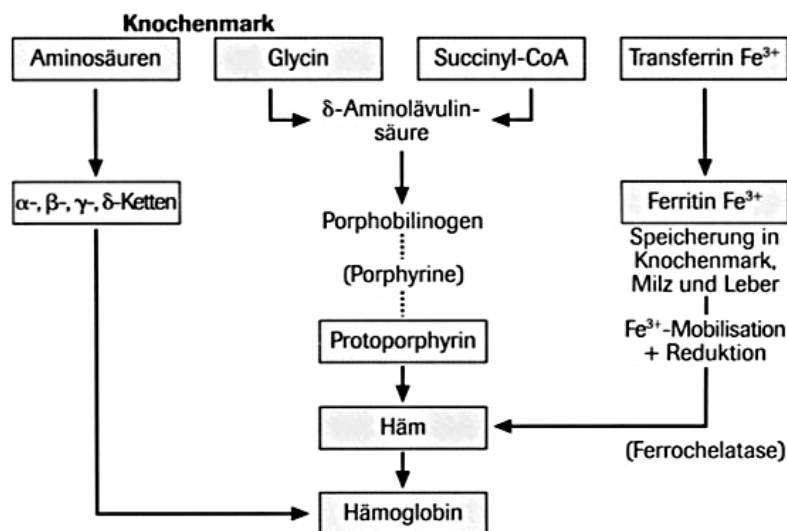 Knochenmark
Aminosäuren
Glycin
Succinyl-CoA
Transferrin Fe³⁺
δ-Aminolävulin-
säure
α-, β-, γ-, δ-Ketten
Porphobilinogen
(Porphyrine)
Protoporphyrin
Ferritin Fe³⁺
Speicherung in
Knochenmark,
Milz und Leber
Fe³⁺-Mobilisation
+ Reduktion
Häm
(Ferrochelatase)
Hämoglobin